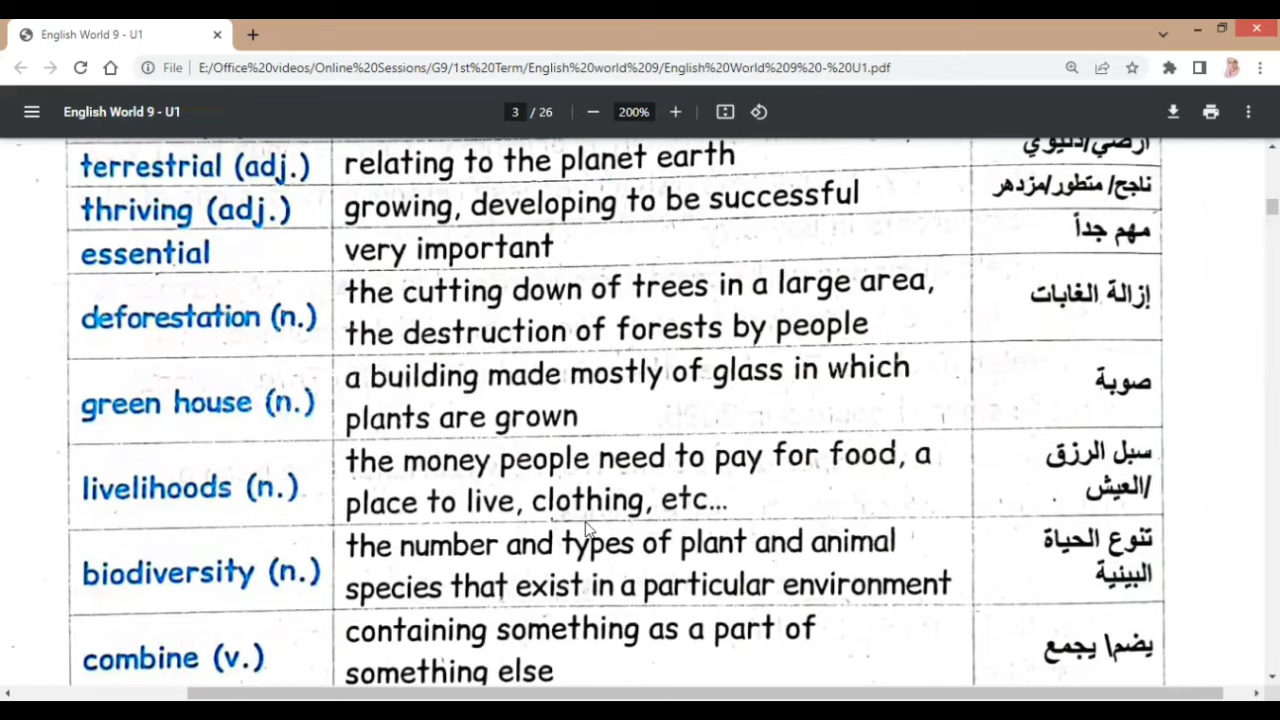 English World 9 - U1
File E:/Office%20videos/Online%20Sessions/G9/1st%20Term/English%20world%209/English%20World%209%20-%20U1.pdf
English World 9 - U1
3 / 26
200%
terrestrial (adj.)
relating to the planet earth
أرضي/دنيوي
thriving (adj.)
growing, developing to be successful
ناجح/ متطور/مزدهر
essential
very important
مهم جداً
deforestation (n.)
the cutting down of trees in a large area,
the destruction of forests by people
إزالة الغابات
green house (n.)
a building made mostly of glass in which
plants are grown
صوبة
livelihoods (n.)
the money people need to pay for food, a
place to live, clothing, etc...
سبل الرزق
/العيش
biodiversity (n.)
the number and types of plant and animal
species that exist in a particular environment
تنوع الحياة
البيئية
combine (v.)
containing something as a part of
something else
يضم\ يجمع